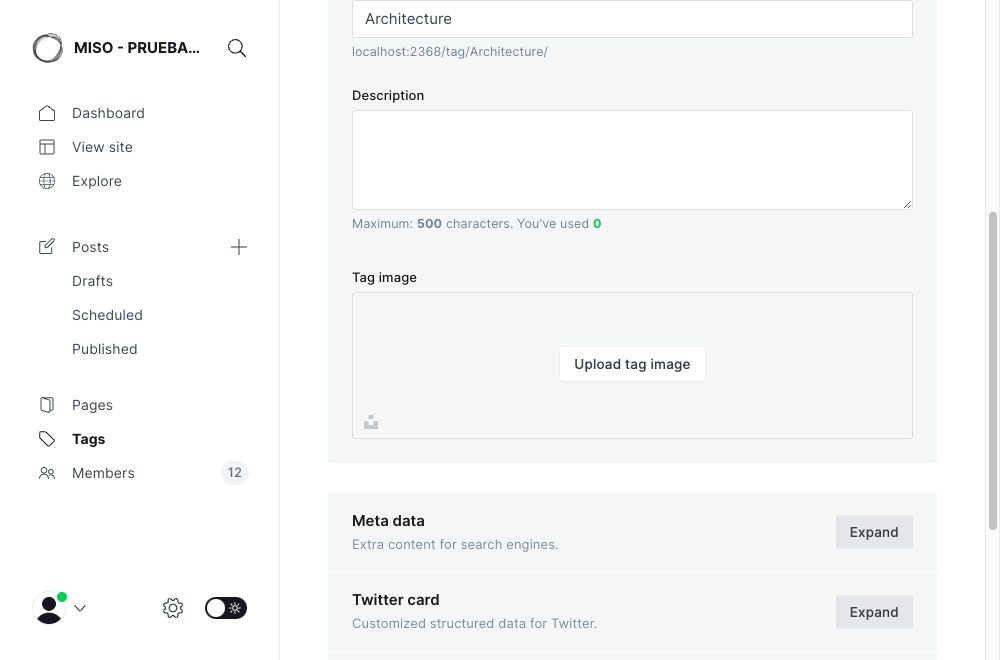 MISO - PRUEBA...
Dashboard
View site
Explore
Posts
Drafts
Scheduled
Published
Pages
Tags
Members
12
Architecture
localhost:2368/tag/Architecture/
Description
Maximum: 500 characters. You’ve used 0
Tag image
Upload tag image
Meta data
Extra content for search engines.
Expand
Twitter card
Customized structured data for Twitter.
Expand